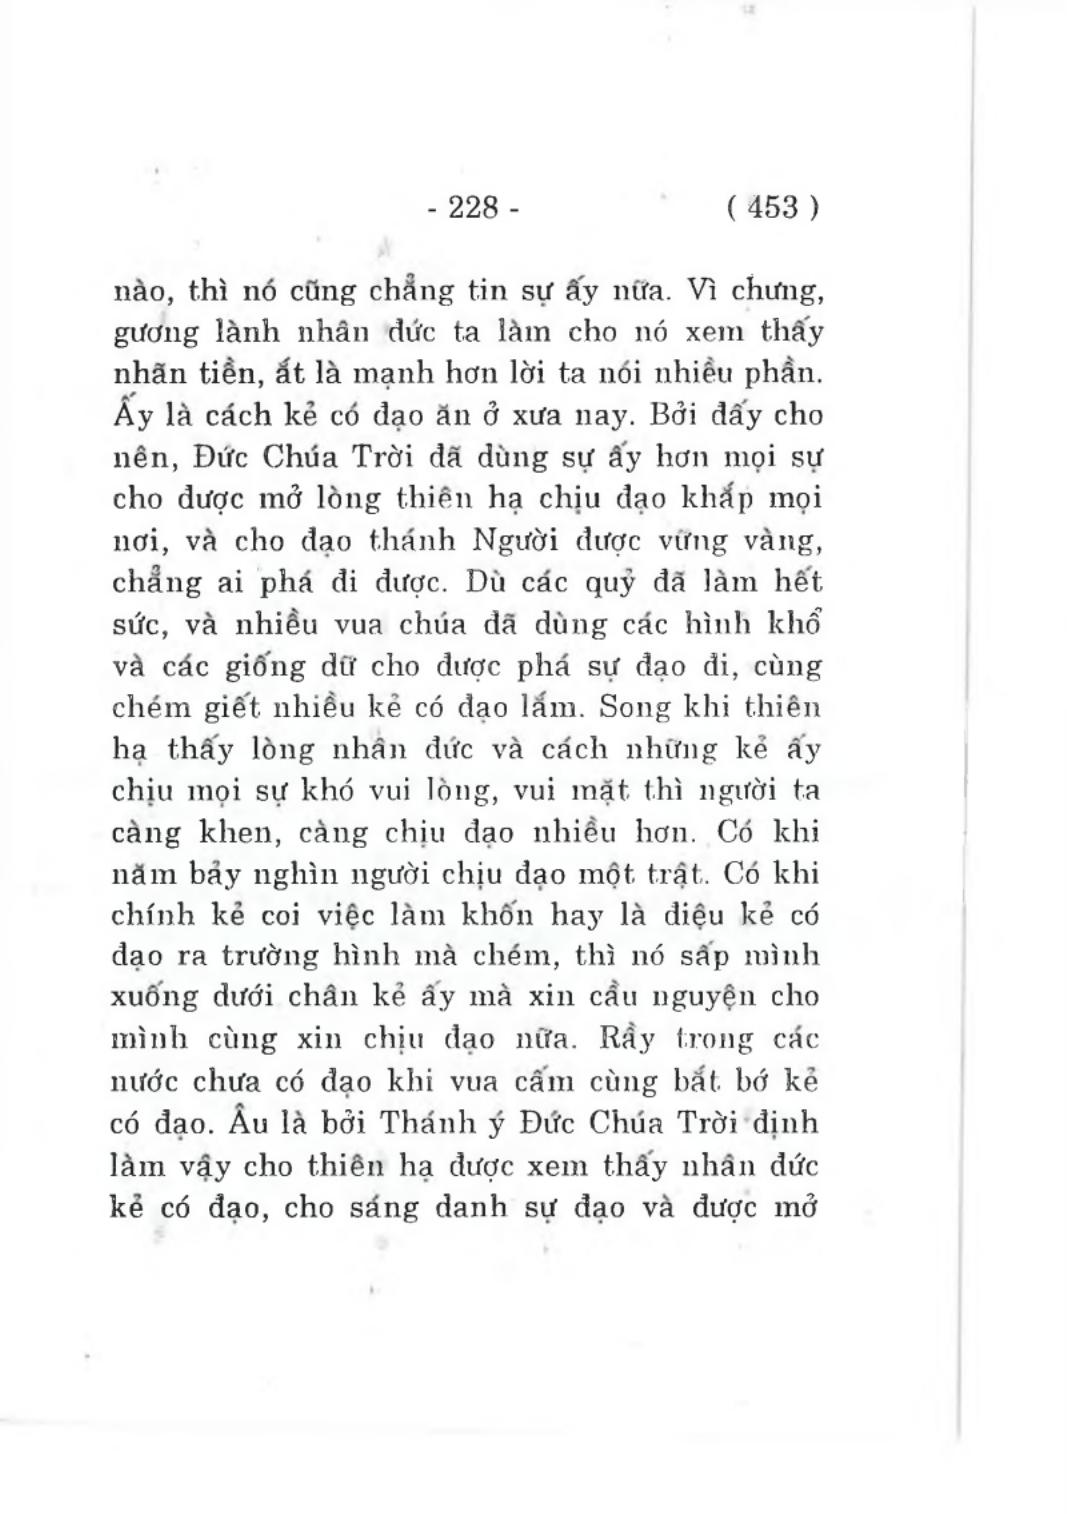 - 228 - ( 453 )
nào, thì nó cũng chẳng tin sự ấy nữa. Vì chưng,
gương lành nhân đức ta làm cho nó xem thấy
nhãn tiền, ắt là mạnh hơn lời ta nói nhiều phần.
Ấy là cách kẻ có đạo ăn ở xưa nay. Bởi đấy cho
nên, Đức Chúa Trời đã dùng sự ấy hơn mọi sự
cho được mở lòng thiên hạ chịu đạo khắp mọi
nơi, và cho đạo thánh Người được vững vàng,
chẳng ai phá đi được. Dù các quỷ đã làm hết
sức, và nhiều vua chúa đã dùng các hình khổ
và các giống dữ cho được phá sự đạo đi, cùng
chém giết nhiều kẻ có đạo lắm. Song khi thiên
hạ thấy lòng nhân đức và cách những kẻ ấy
chịu mọi sự khó vui lòng, vui mặt thì người ta
càng khen, càng chịu đạo nhiều hơn. Có khi
năm bảy nghìn người chịu đạo một trật. Có khi
chính kẻ coi việc làm khốn hay là điệu kẻ có
đạo ra trường hình mà chém, thì nó sấp mình
xuống dưới chân kẻ ấy mà xin cầu nguyện cho
mình cùng xin chịu đạo nữa. Rầy trong các
nước chưa có đạo khi vua cấm cùng bắt bớ kẻ
có đạo. Âu là bởi Thánh ý Đức Chúa Trời định
làm vậy cho thiên hạ được xem thấy nhân đức
kẻ có đạo, cho sáng danh sự đạo và được mở